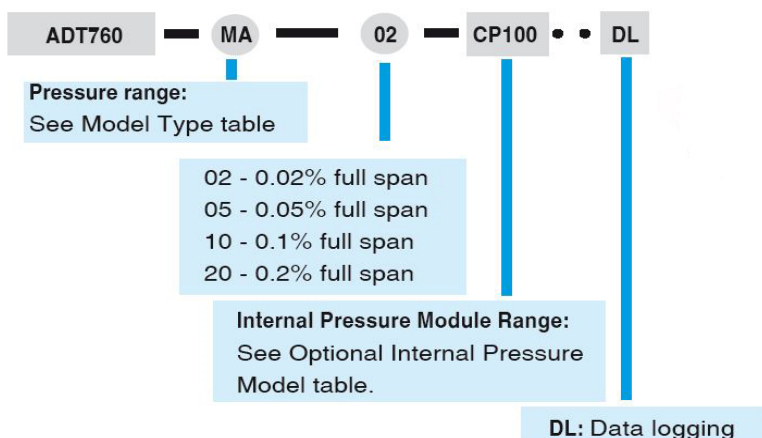 ADT760 — MA — 02 — CP100 • • DL
Pressure range:
See Model Type table
02 - 0.02% full span
05 - 0.05% full span
10 - 0.1% full span
20 - 0.2% full span
Internal Pressure Module Range:
See Optional Internal Pressure
Model table.
DL: Data logging